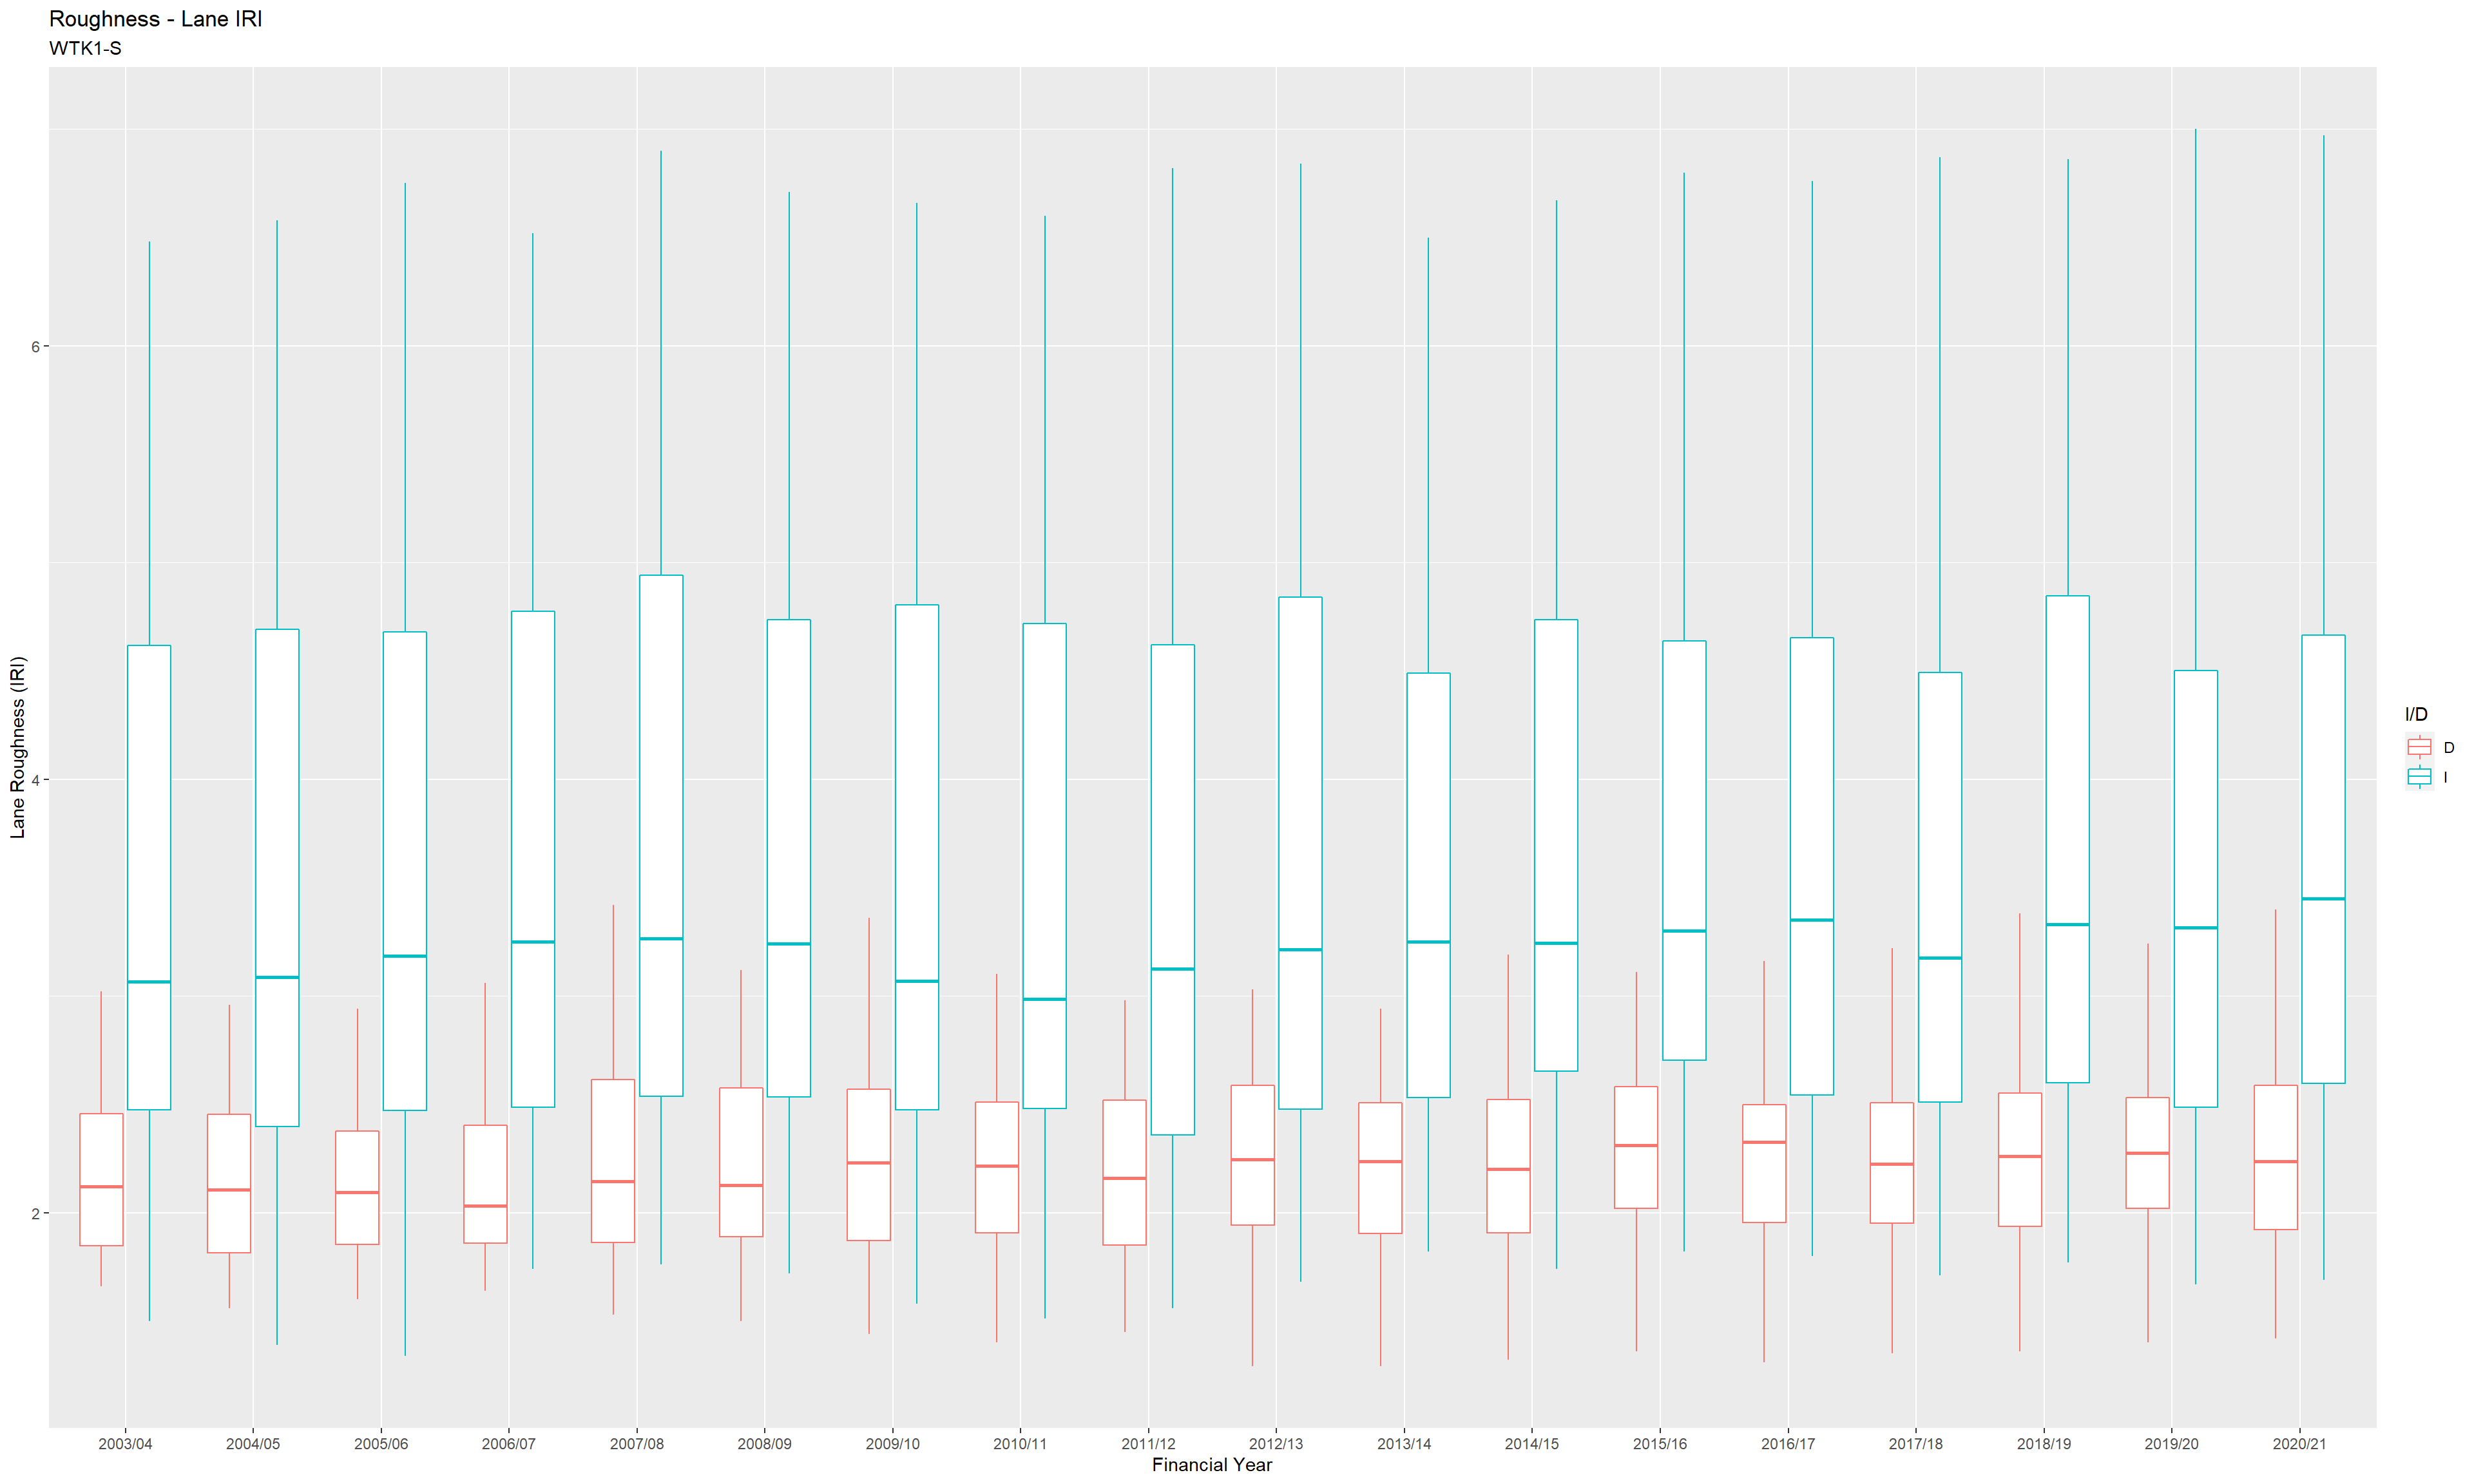 Roughness - Lane IRI
WTK1-S
Lane Roughness (IRI)
6
4
2
2003/04 2004/05 2005/06 2006/07 2007/08 2008/09 2009/10 2010/11 2011/12 2012/13 2013/14 2014/15 2015/16 2016/17 2017/18 2018/19 2019/20 2020/21
Financial Year
I/D
D
I